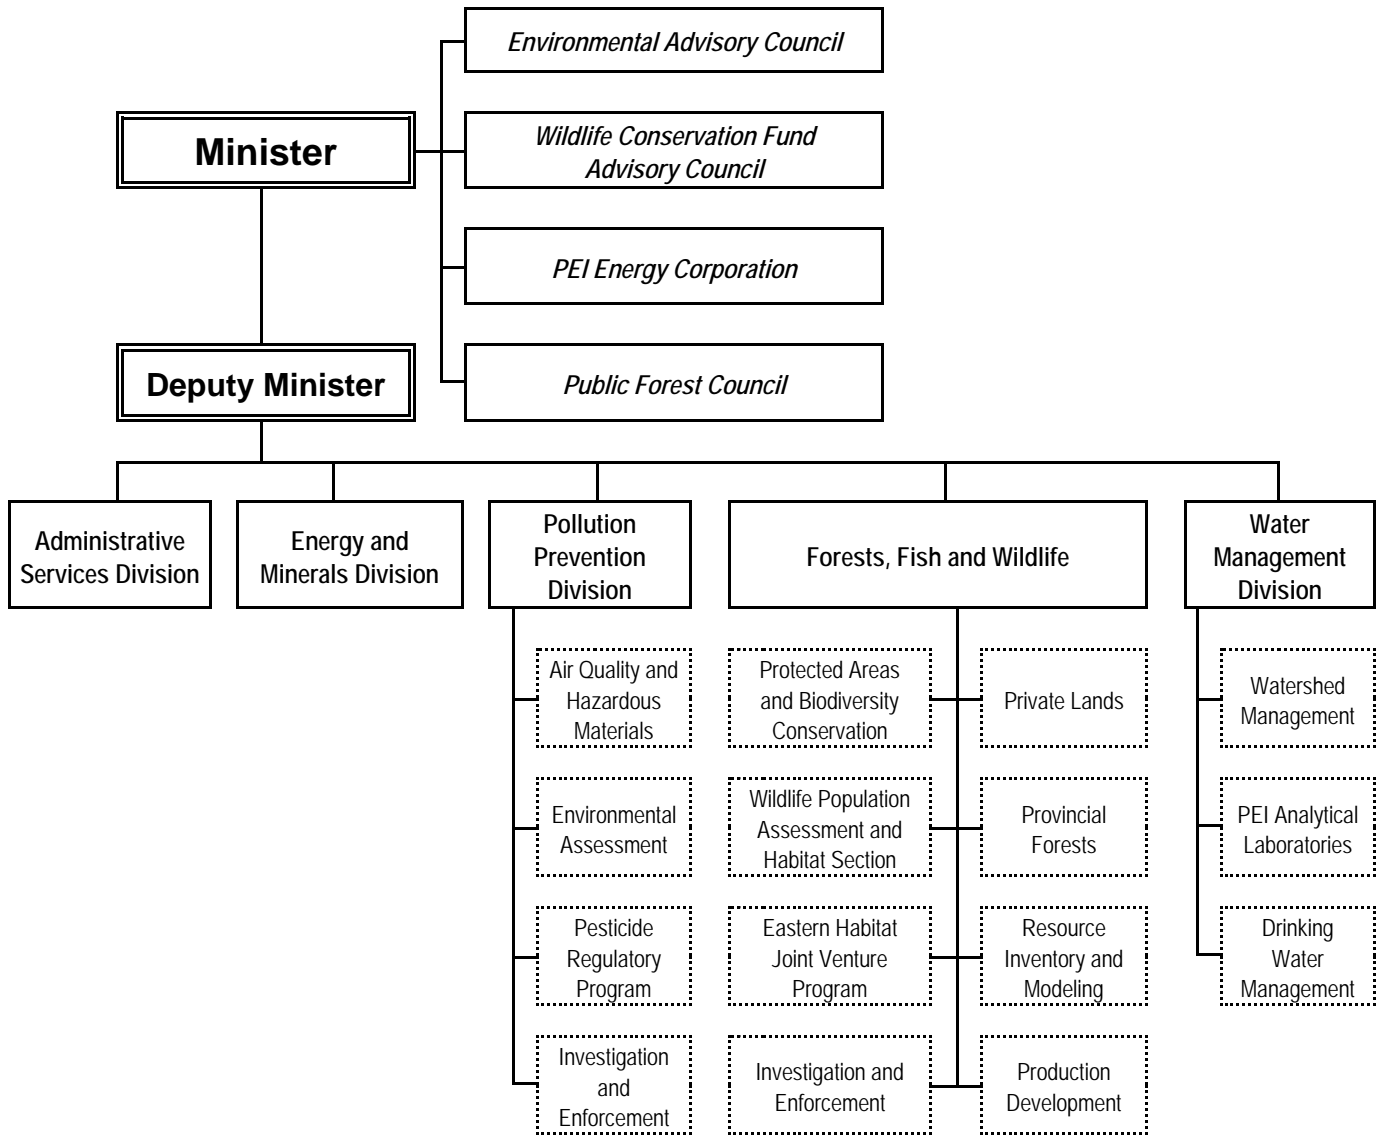 Environmental Advisory Council
Minister
Wildlife Conservation Fund
Advisory Council
PEI Energy Corporation
Deputy Minister
Public Forest Council
Administrative
Services Division
Energy and
Minerals Division
Pollution
Prevention
Division
Forests, Fish and Wildlife
Water
Management
Division
Air Quality and
Hazardous
Materials
Protected Areas
and Biodiversity
Conservation
Private Lands
Watershed
Management
Environmental
Assessment
Wildlife Population
Assessment and
Habitat Section
Provincial
Forests
PEI Analytical
Laboratories
Pesticide
Regulatory
Program
Eastern Habitat
Joint Venture
Program
Resource
Inventory and
Modeling
Drinking
Water
Management
Investigation
and
Enforcement
Investigation and
Enforcement
Production
Development